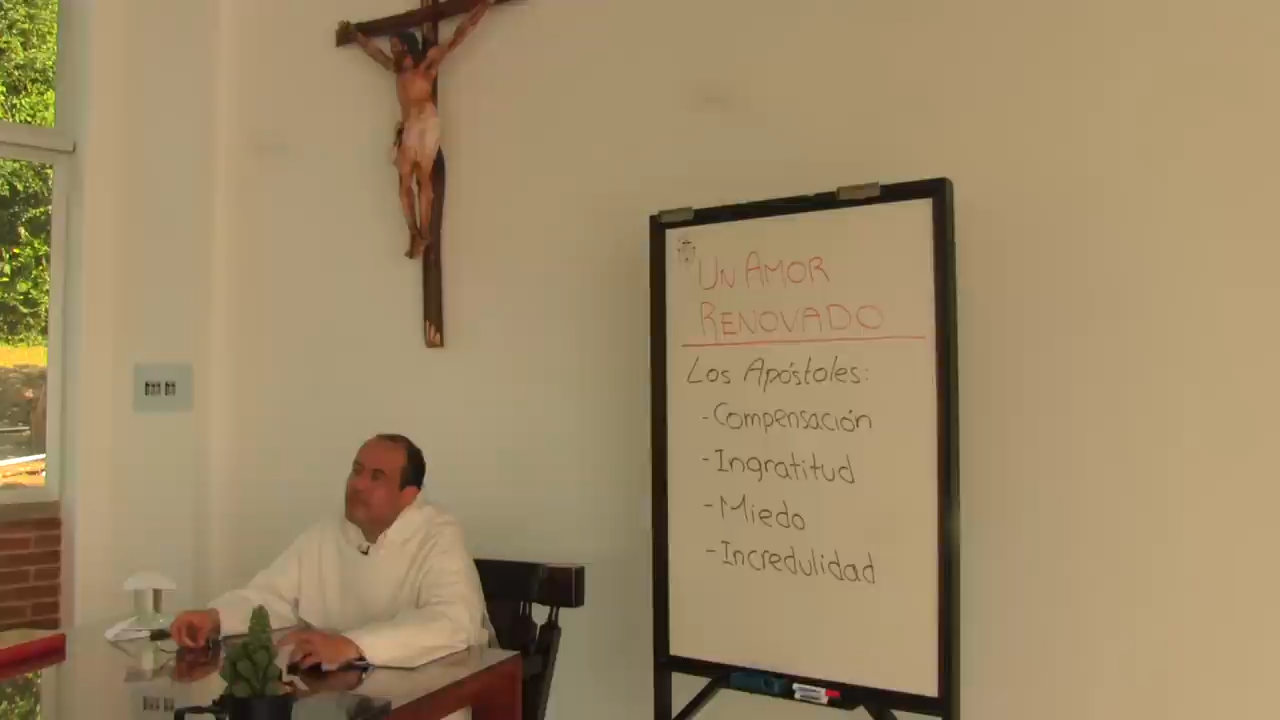 UN AMOR
RENOVADO
Los Apóstoles:
- Compensación
- Ingratitud
- Miedo
- Incredulidad